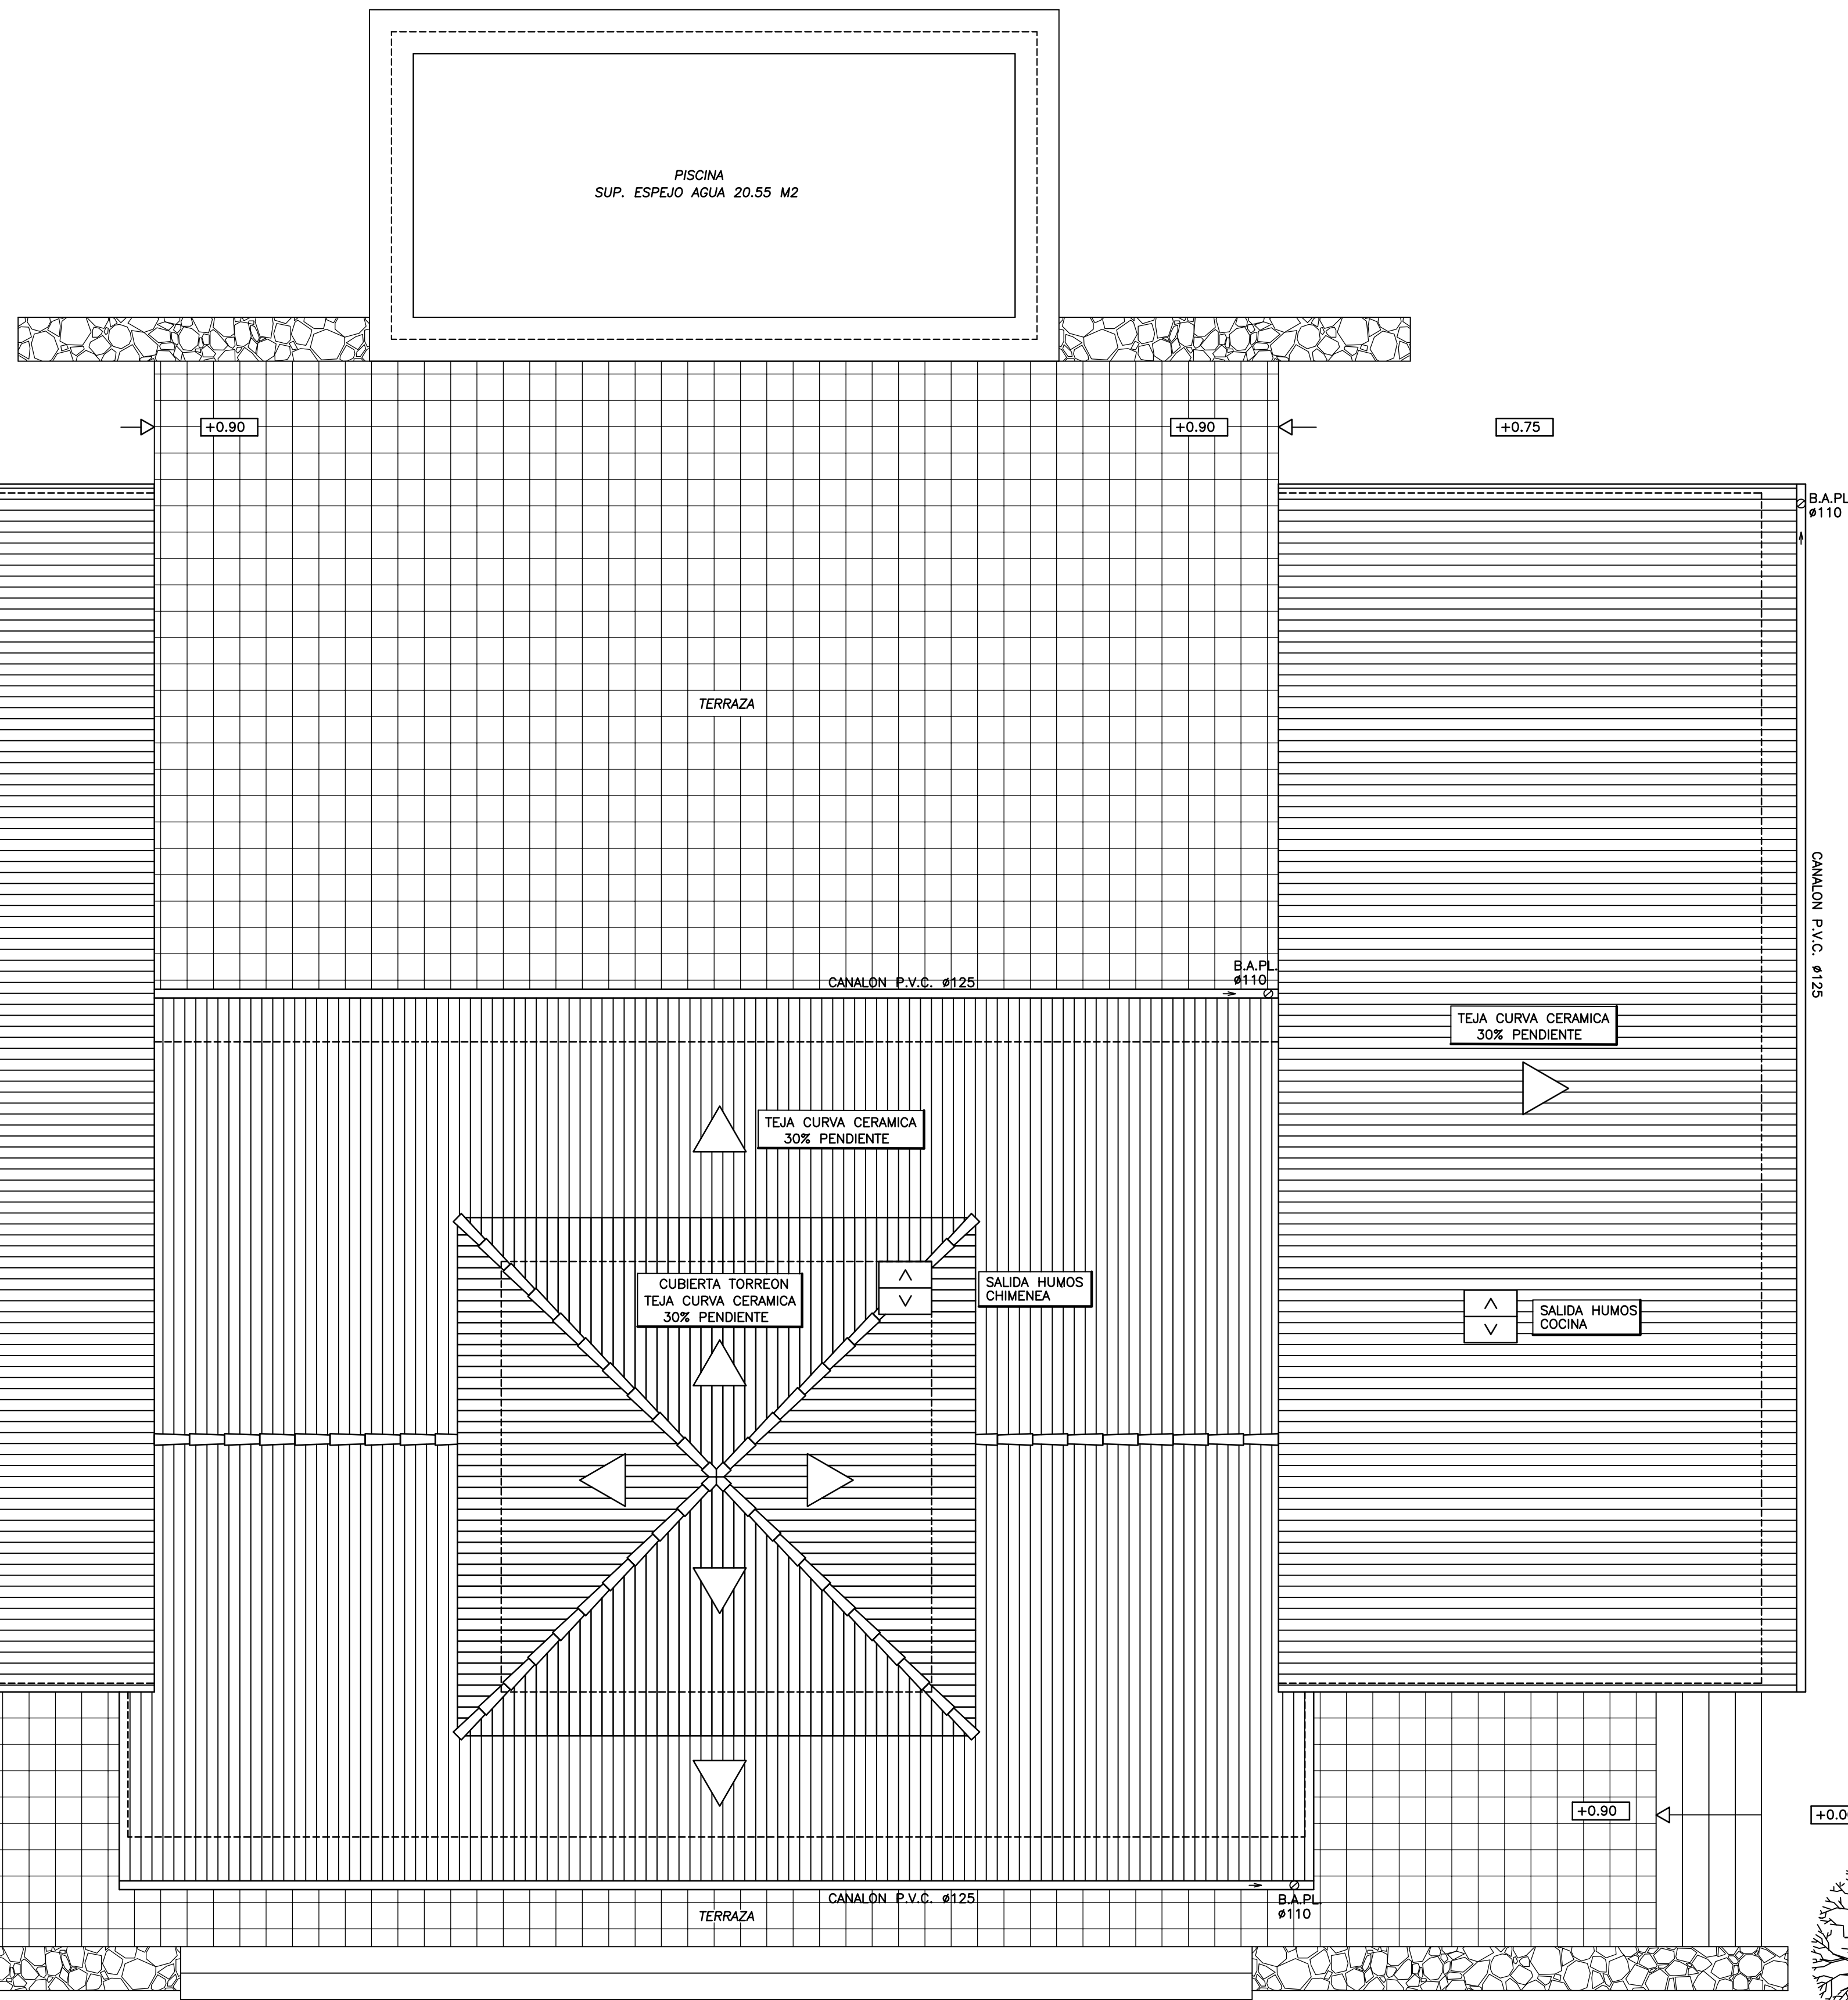 PISCINA
SUP. ESPEJO AGUA 20.55 M2
+0.90
+0.90
+0.75
B.A.PL
ø110
TERRAZA
CANALON P.V.C. ø125
B.A.PL.
ø110
CANALON P.V.C. ø125
TEJA CURVA CERAMICA
30% PENDIENTE
TEJA CURVA CERAMICA
30% PENDIENTE
CUBIERTA TORREON
TEJA CURVA CERAMICA
30% PENDIENTE
SALIDA HUMOS
CHIMENEA
SALIDA HUMOS
COCINA
+0.90
+0.0
CANALON P.V.C. ø125
B.A.PL.
ø110
TERRAZA